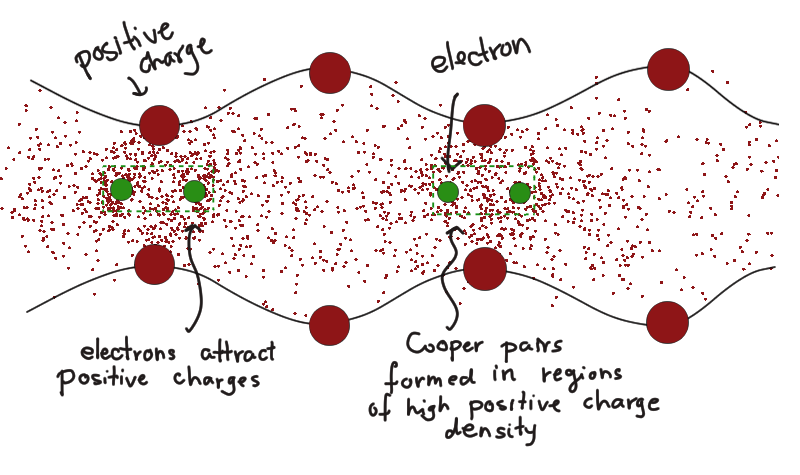 positive
charge
electron
electrons attract
positive charges
Cooper pairs
formed in regions
of high positive charge
density